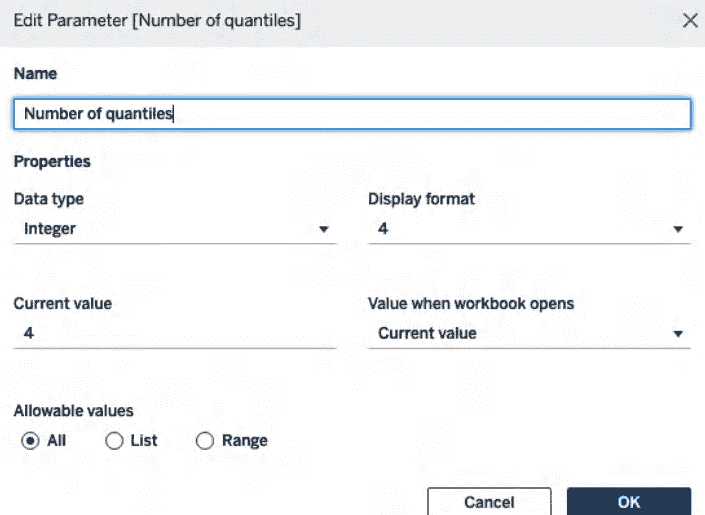 Edit Parameter [Number of quantiles]
Name
Number of quantiles
Properties
Data type Display format
Integer 4
Current value Value when workbook opens
4 Current value
Allowable values
All List Range
Cancel OK